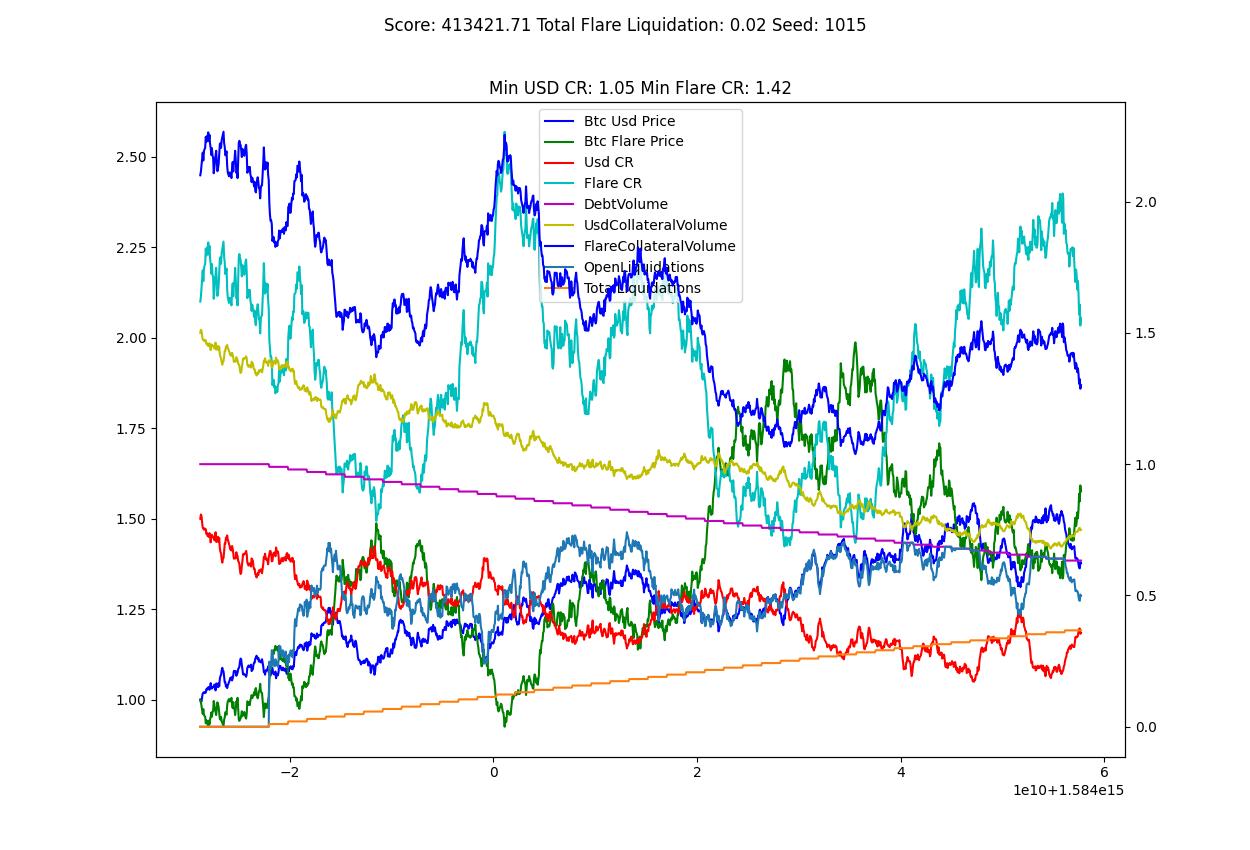 Score: 413421.71 Total Flare Liquidation: 0.02 Seed: 1015
Min USD CR: 1.05 Min Flare CR: 1.42
Btc Usd Price
Btc Flare Price
Usd CR
Flare CR
DebtVolume
UsdCollateralVolume
FlareCollateralVolume
OpenLiquidations
TotalLiquidations
2.50
2.25
2.00
1.75
1.50
1.25
1.00
2.0
1.5
1.0
0.5
0.0
−2
0
2
4
6
1e10+1.584e15